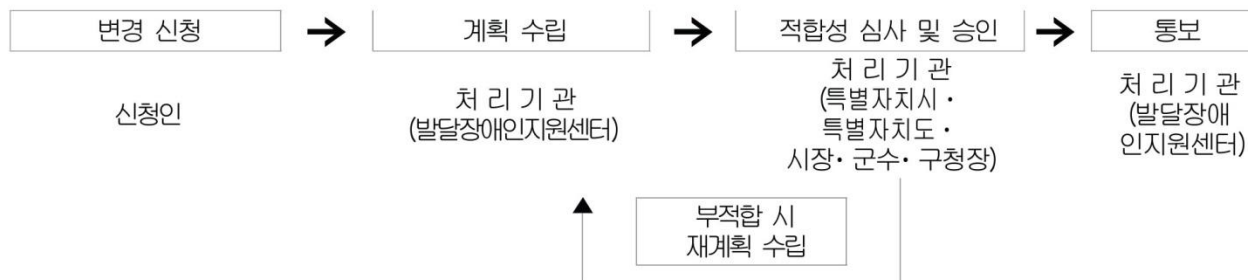 변경 신청 → 계획 수립 → 적합성 심사 및 승인 → 통보
신청인
처 리 기 관
(발달장애인지원센터)
처 리 기 관
(특별자치시·
특별자치도·
시장·군수·구청장)
처 리 기 관
(발달장애
인지원센터)
부적합 시
재계획 수립